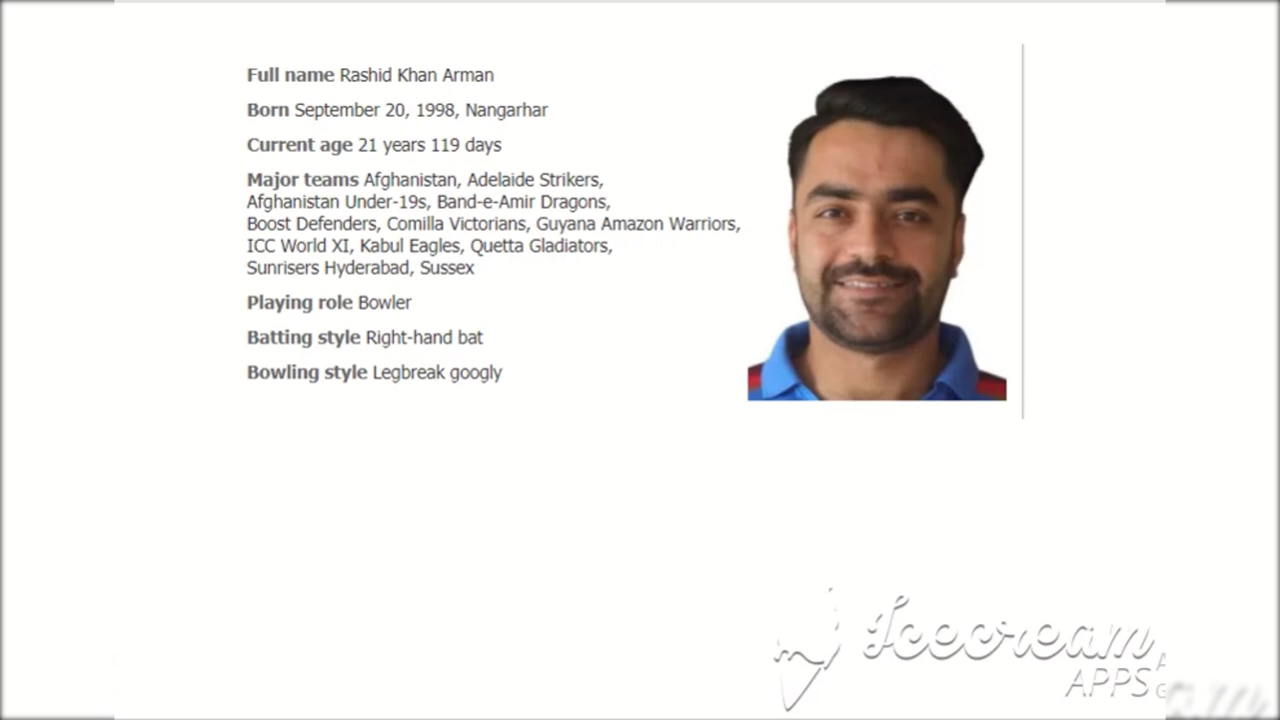 Full name Rashid Khan Arman
Born September 20, 1998, Nangarhar
Current age 21 years 119 days
Major teams Afghanistan, Adelaide Strikers,
Afghanistan Under-19s, Band-e-Amir Dragons,
Boost Defenders, Comilla Victorians, Guyana Amazon Warriors,
ICC World XI, Kabul Eagles, Quetta Gladiators,
Sunrisers Hyderabad, Sussex
Playing role Bowler
Batting style Right-hand bat
Bowling style Legbreak googly
Icecream
APPS